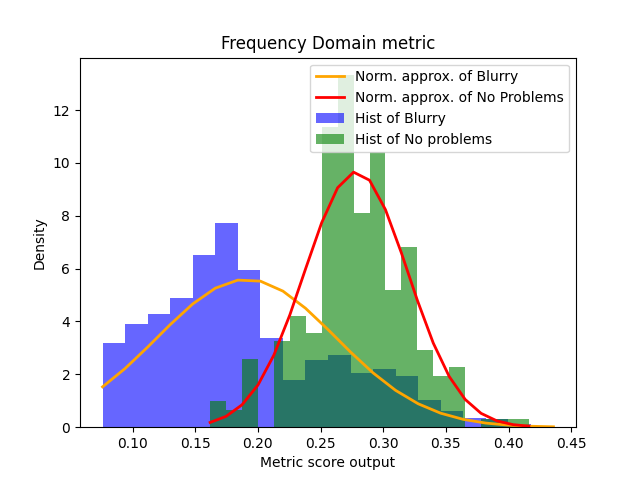 Frequency Domain metric
Norm. approx. of Blurry
Norm. approx. of No Problems
Hist of Blurry
Hist of No problems
Density
12
10
8
6
4
2
0
0.10 0.15 0.20 0.25 0.30 0.35 0.40 0.45
Metric score output